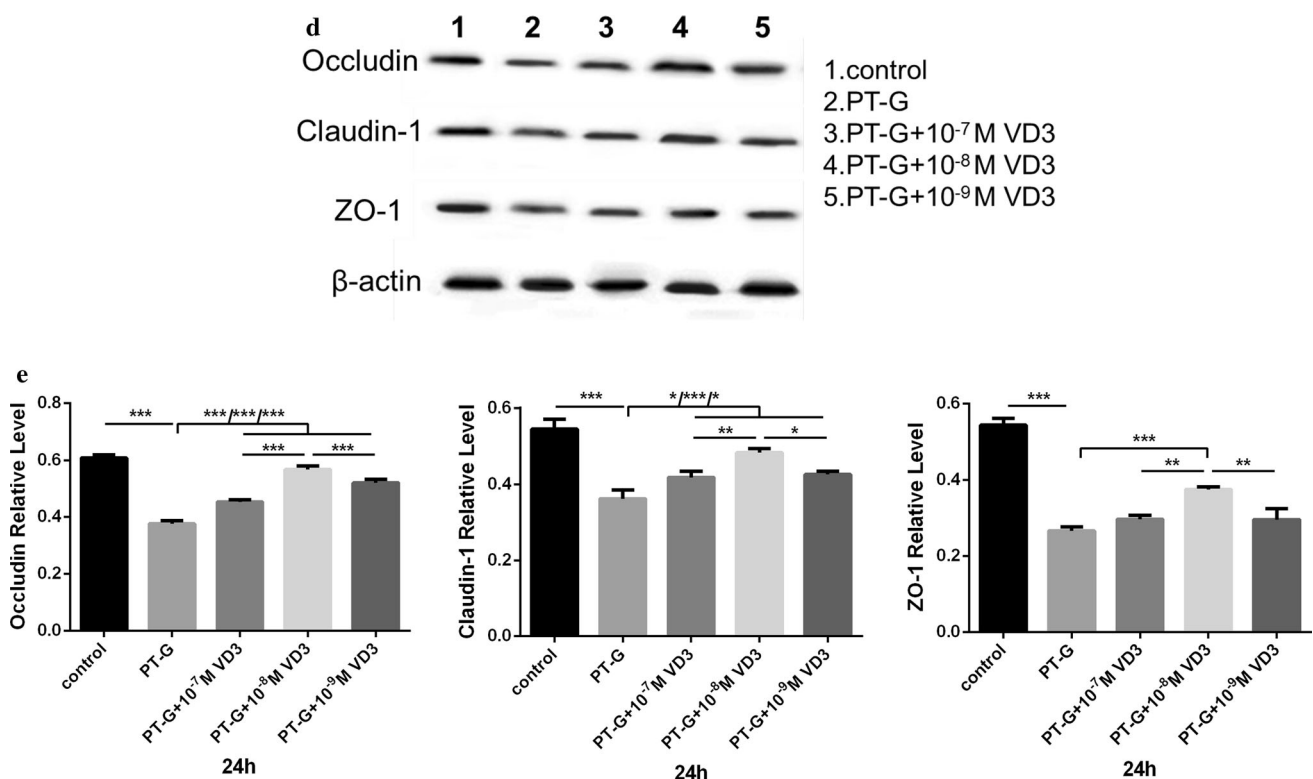 d
1 2 3 4 5
Occludin
Claudin-1
ZO-1
β-actin
1.control
2.PT-G
3.PT-G+10⁻⁷M VD3
4.PT-G+10⁻⁸M VD3
5.PT-G+10⁻⁹M VD3
e
Occludin Relative Level
0.8
0.6
0.4
0.2
0.0
***
***/***/***
***
***
control
PT-G
PT-G+10⁻⁷M VD3
PT-G+10⁻⁸M VD3
PT-G+10⁻⁹M VD3
24h
Claudin-1 Relative Level
0.6
0.4
0.2
0.0
***
*/***/*
**
*
control
PT-G
PT-G+10⁻⁷M VD3
PT-G+10⁻⁸M VD3
PT-G+10⁻⁹M VD3
24h
ZO-1 Relative Level
0.6
0.4
0.2
0.0
***
***
**
**
control
PT-G
PT-G+10⁻⁷M VD3
PT-G+10⁻⁸M VD3
PT-G+10⁻⁹M VD3
24h